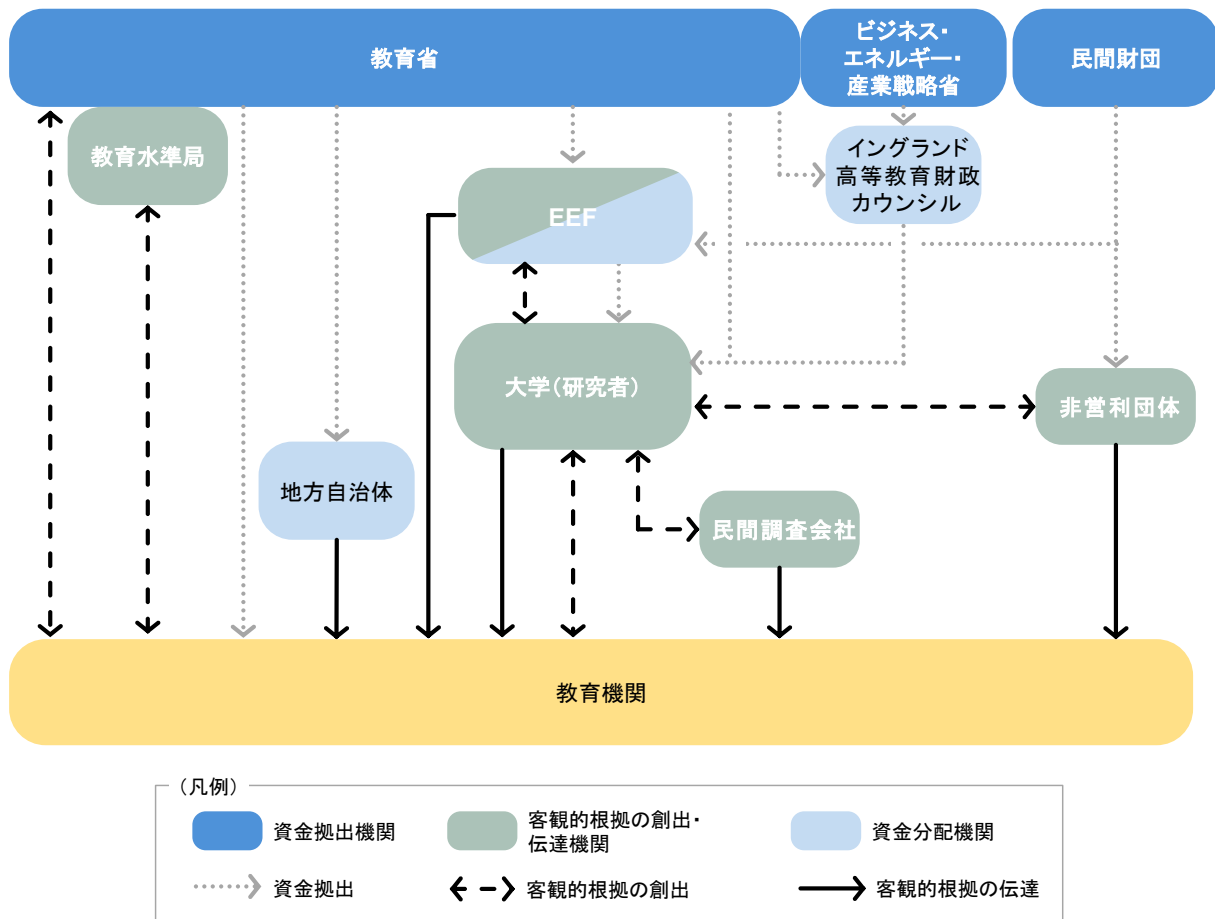 教育省
ビジネス・
エネルギー・
産業戦略省
民間財団
教育水準局
イングランド
高等教育財政
カウンシル
EEF
大学(研究者)
非営利団体
地方自治体
民間調査会社
教育機関
(凡例)
資金拠出機関
客観的根拠の創出・
伝達機関
資金分配機関
資金拠出
客観的根拠の創出
客観的根拠の伝達